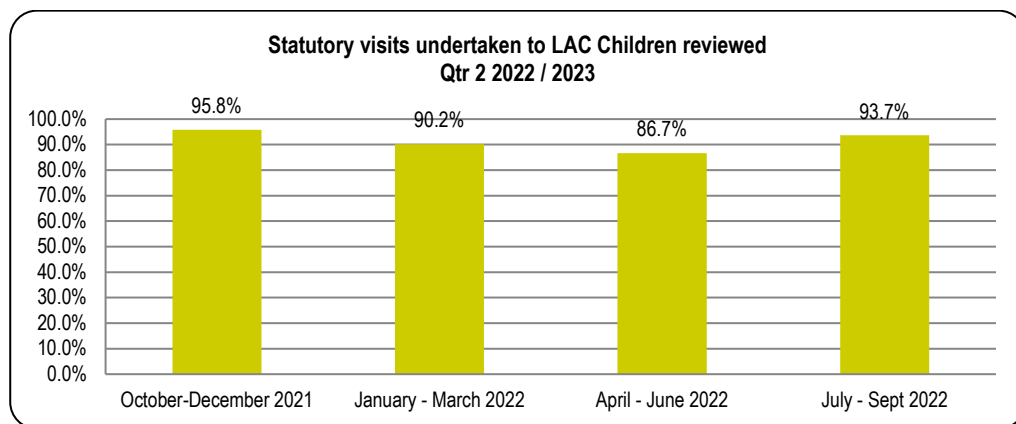 Statutory visits undertaken to LAC Children reviewed
Qtr 2 2022 / 2023
95.8%
90.2%
86.7%
93.7%
100.0%
90.0%
80.0%
70.0%
60.0%
50.0%
40.0%
30.0%
20.0%
10.0%
0.0%
October-December 2021
January - March 2022
April - June 2022
July - Sept 2022